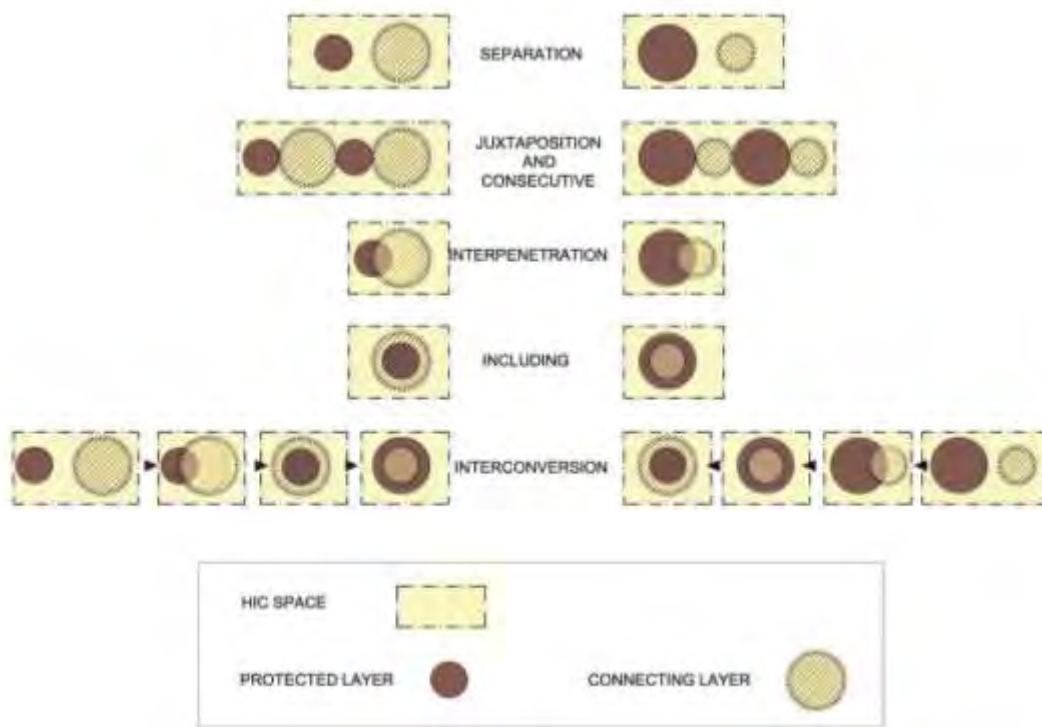 SEPARATION
JUXTAPOSITION
AND
CONSECUTIVE
INTERPENETRATION
INCLUDING
INTERCONVERSION
HIC SPACE
PROTECTED LAYER
CONNECTING LAYER